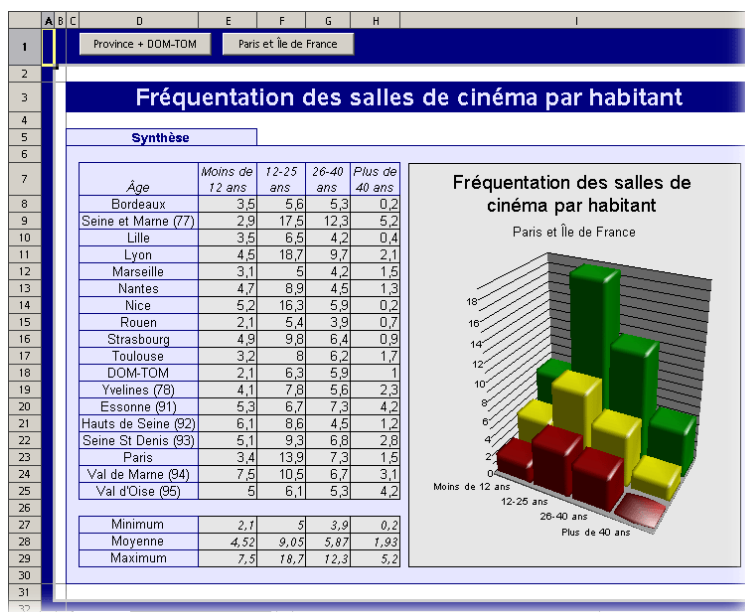 A B C D E F G H I
1 Province + DOM-TOM Paris et Île de France
2
3 Fréquentation des salles de cinéma par habitant
4
5 Synthèse
6
7 Âge Moins de 12 ans 12-25 ans 26-40 ans Plus de 40 ans
8 Bordeaux 3,5 5,6 5,3 0,2
9 Seine et Marne (77) 2,9 17,5 12,3 5,2
10 Lille 3,5 6,5 4,2 0,4
11 Lyon 4,5 18,7 9,7 2,1
12 Marseille 3,1 5 4,2 1,5
13 Nantes 4,7 8,9 4,5 1,3
14 Nice 5,2 16,3 5,9 0,2
15 Rouen 2,1 5,4 3,9 0,7
16 Strasbourg 4,9 9,8 6,4 0,9
17 Toulouse 3,2 8 6,2 1,7
18 DOM-TOM 2,1 6,3 5,9 1
19 Yvelines (78) 4,1 7,8 5,6 2,3
20 Essonne (91) 5,3 6,7 7,3 4,2
21 Hauts de Seine (92) 6,1 8,6 4,5 1,2
22 Seine St Denis (93) 5,1 9,3 6,8 2,8
23 Paris 3,4 13,9 7,3 1,5
24 Val de Marne (94) 7,5 10,5 6,7 3,1
25 Val d'Oise (95) 5 6,1 5,3 4,2
26
27 Minimum 2,1 5 3,9 0,2
28 Moyenne 4,52 9,05 5,87 1,93
29 Maximum 7,5 18,7 12,3 5,2
30
31
32
Fréquentation des salles de
cinéma par habitant
Paris et Île de France
18
16
14
12
10
8
6
4
2
0
Moins de 12 ans
12-25 ans
26-40 ans
Plus de 40 ans